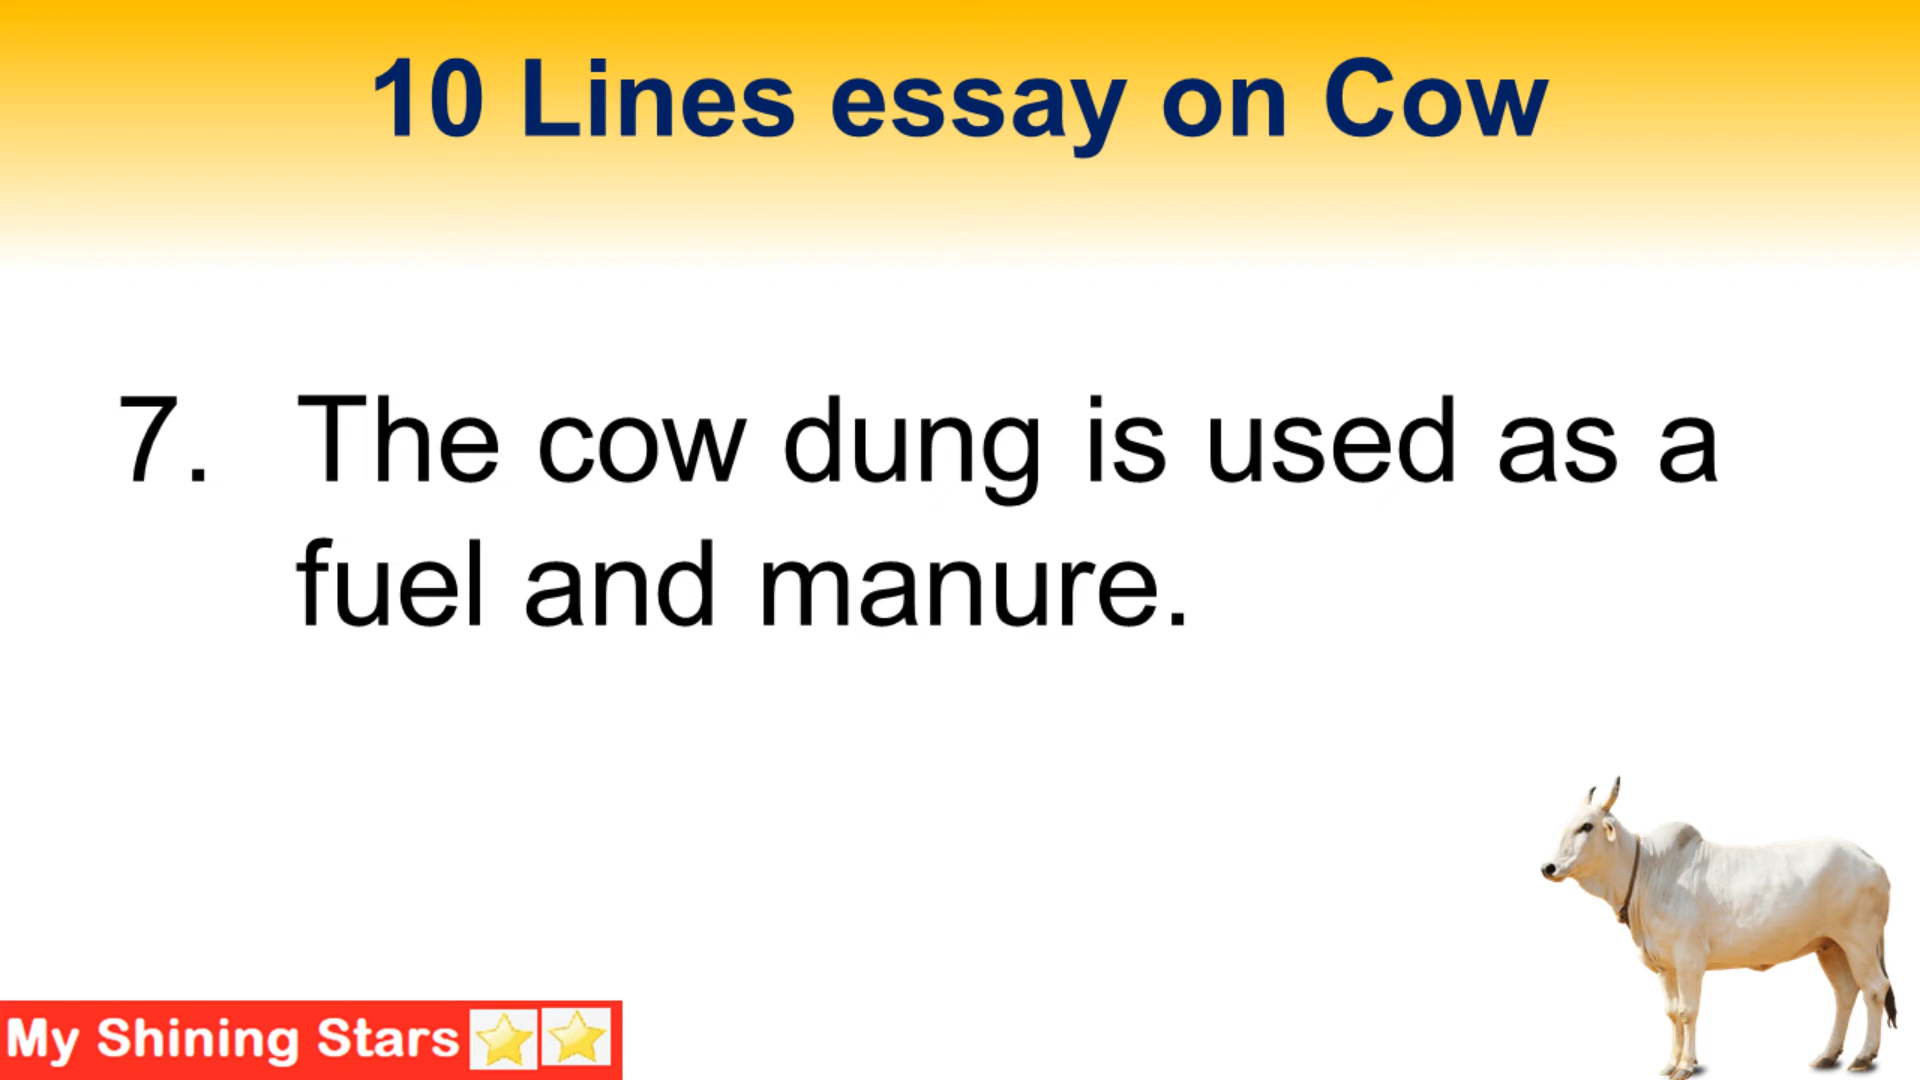 10 Lines essay on Cow
7. The cow dung is used as a
fuel and manure.
My Shining Stars